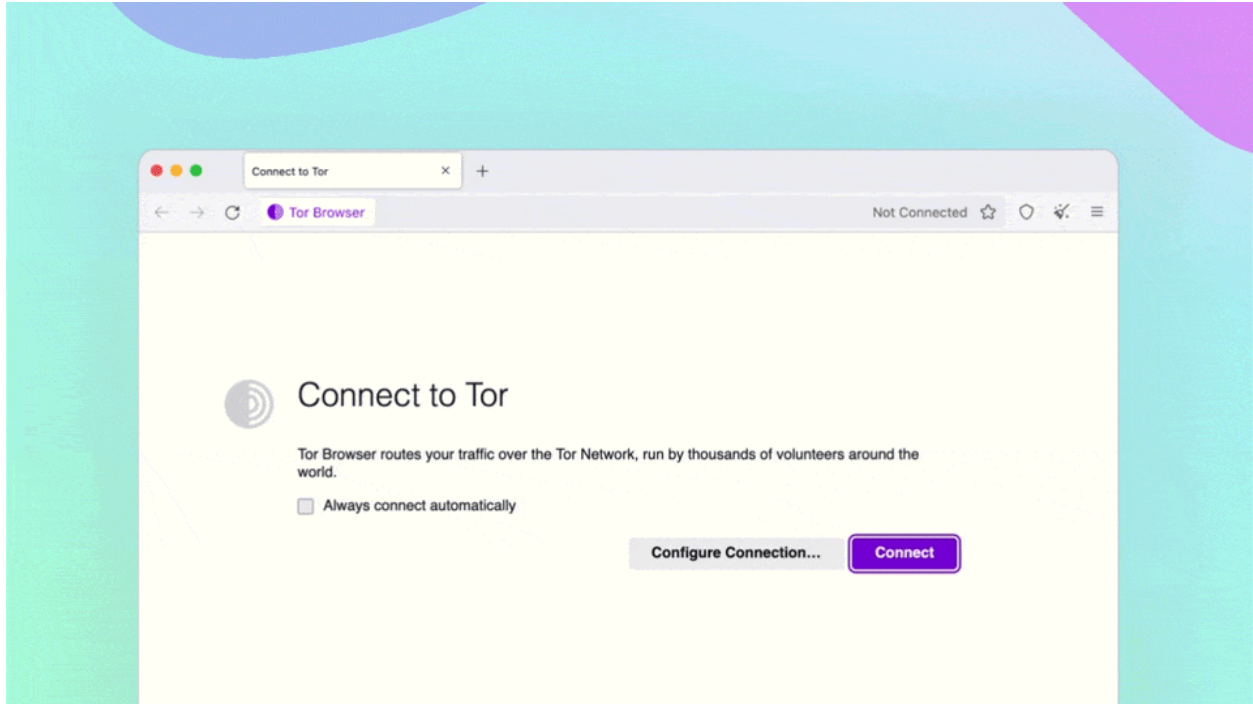 Connect to Tor
Tor Browser
Not Connected
Connect to Tor
Tor Browser routes your traffic over the Tor Network, run by thousands of volunteers around the
world.
Always connect automatically
Configure Connection...
Connect